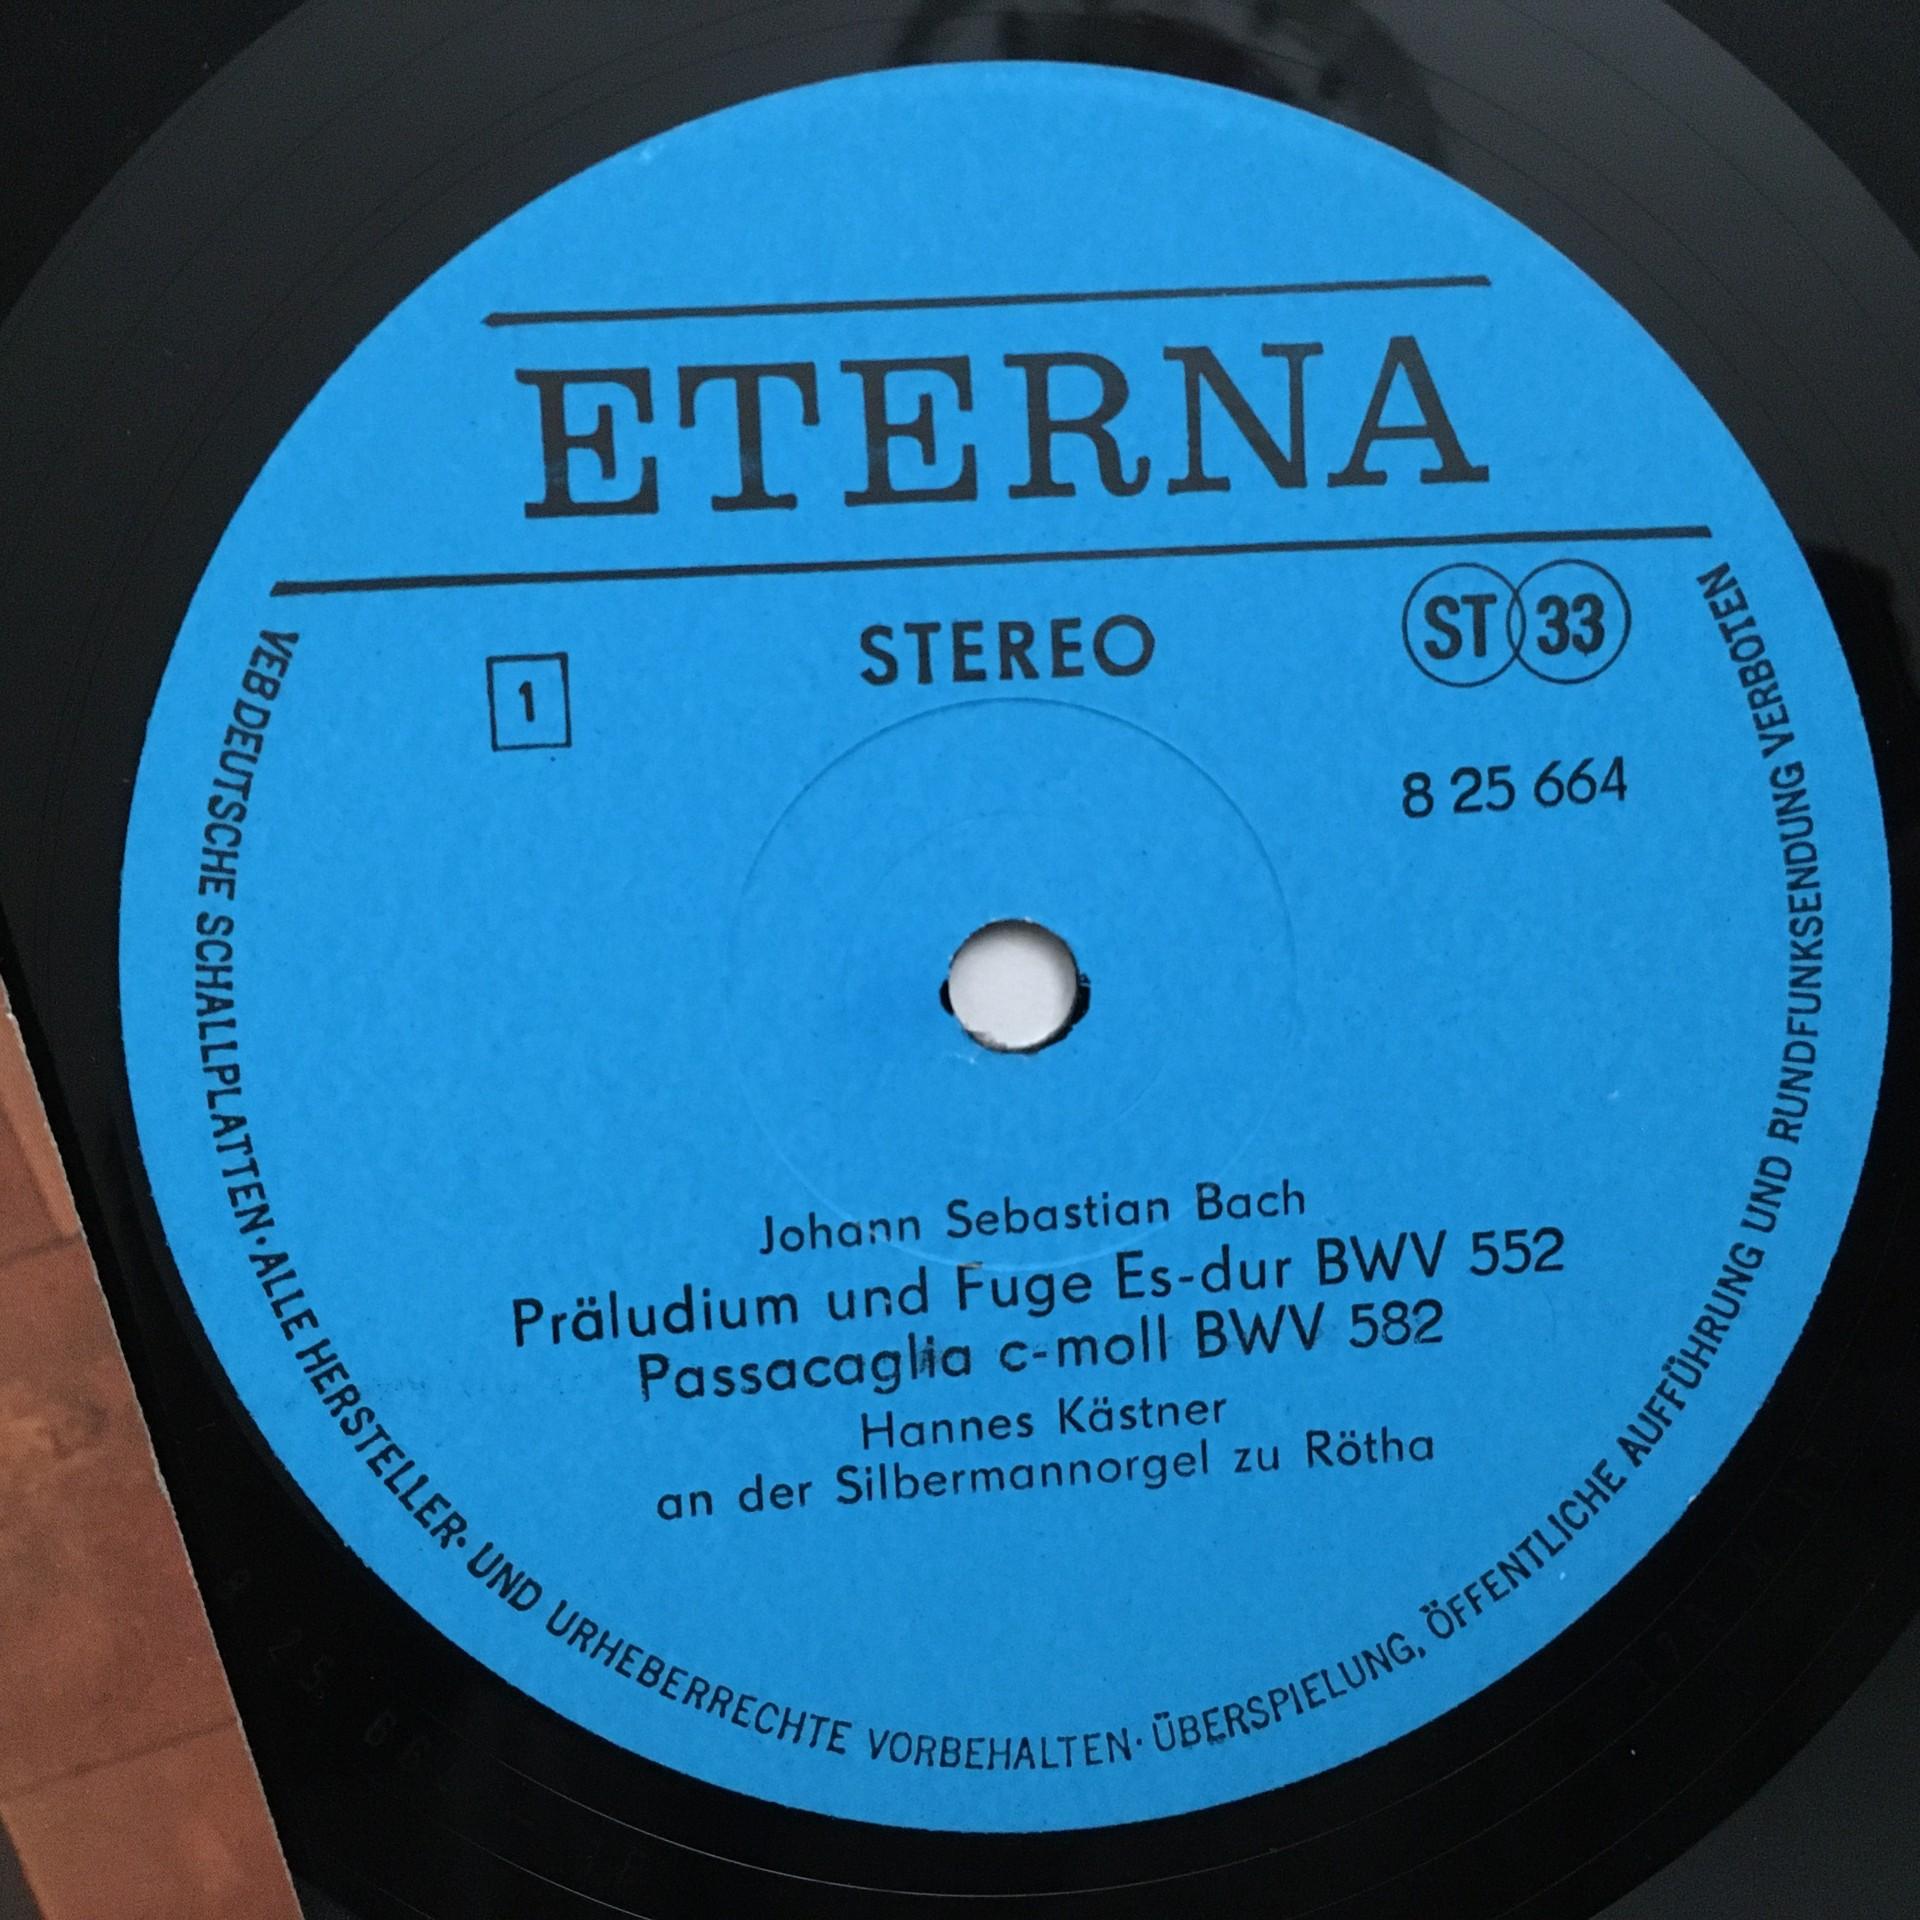 ETERNA
STEREO
ST 33
1
8 25 664
Johann Sebastian Bach
Präludium und Fuge Es-dur BWV 552
Passacaglia c-moll BWV 582
Hannes Kästner
an der Silbermannorgel zu Rötha
VEB DEUTSCHE SCHALLPLATTEN · ALLE HERSTELLER- UND URHEBERRECHTE VORBEHALTEN · ÜBERSPIELUNG, ÖFFENTLICHE AUFFÜHRUNG UND RUNDFUNKSENDUNG VERBOTEN